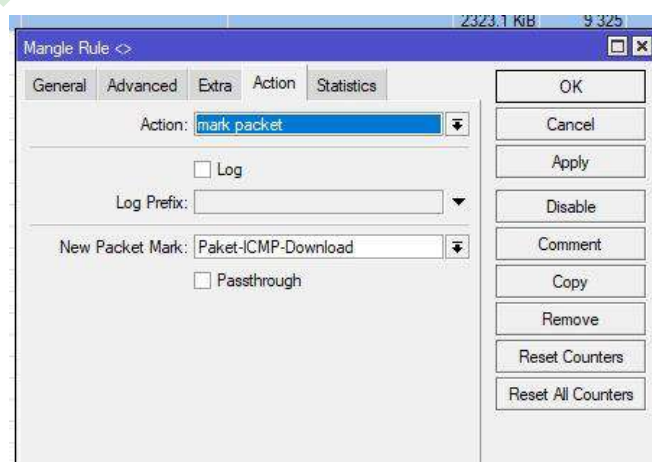 2323.1 KiB 9 325
Mangle Rule <>
General Advanced Extra Action Statistics
OK
Action: mark packet
Cancel
Log
Apply
Log Prefix:
Disable
New Packet Mark: Paket-ICMP-Download
Comment
Passthrough
Copy
Remove
Reset Counters
Reset All Counters